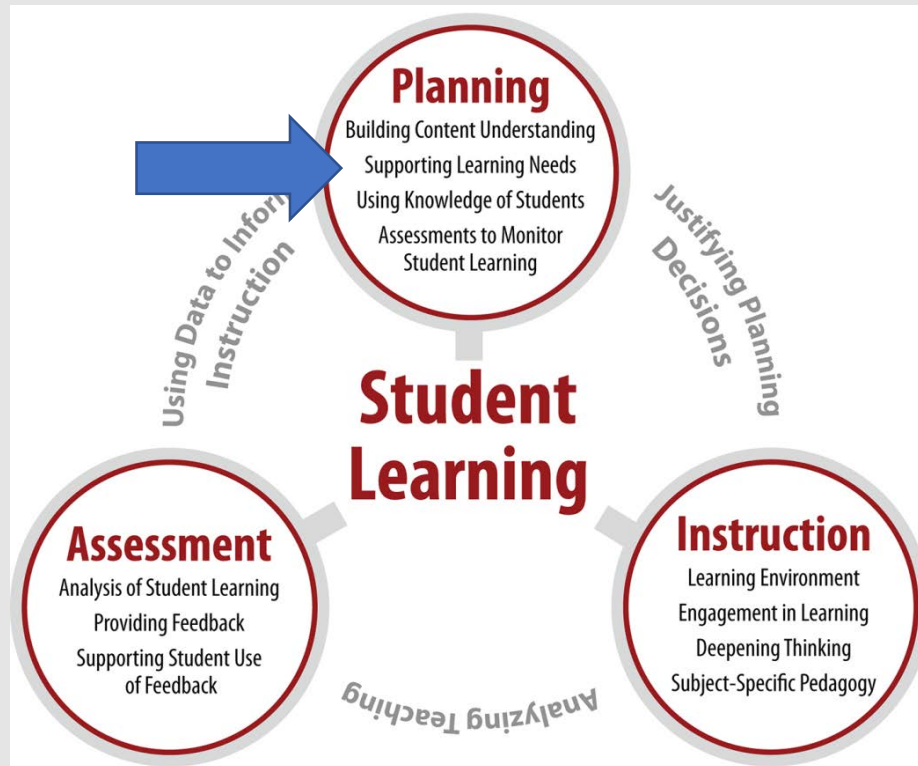 Planning
Building Content Understanding
Supporting Learning Needs
Using Knowledge of Students
Assessments to Monitor
Student Learning
Using Data to Inform
Instruction
Justifying Planning
Decisions
Student
Learning
Assessment
Analysis of Student Learning
Providing Feedback
Supporting Student Use
of Feedback
Instruction
Learning Environment
Engagement in Learning
Deepening Thinking
Subject-Specific Pedagogy
Analyzing Teaching